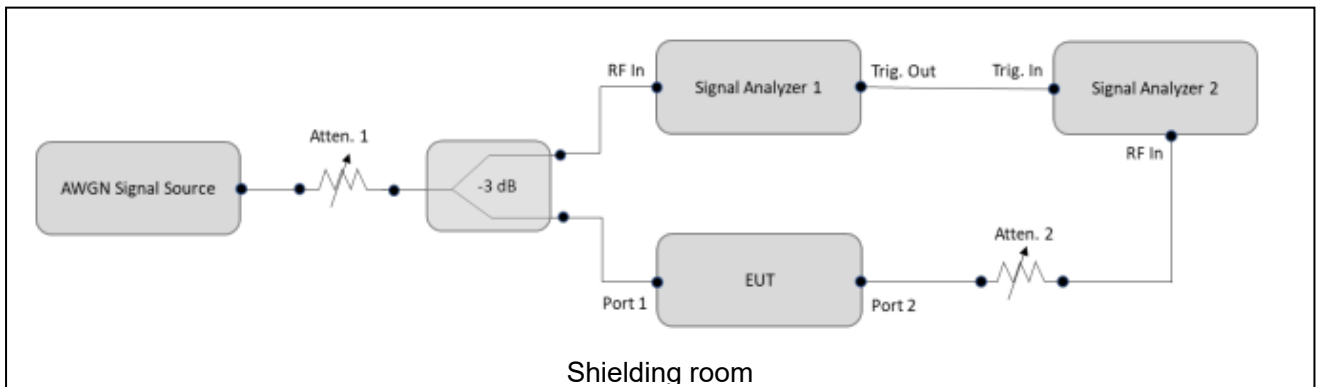 RF In
Signal Analyzer 1
Trig. Out
Trig. In
Signal Analyzer 2
RF In
Atten. 1
AWGN Signal Source
-3 dB
Atten. 2
EUT
Port 1
Port 2
Shielding room